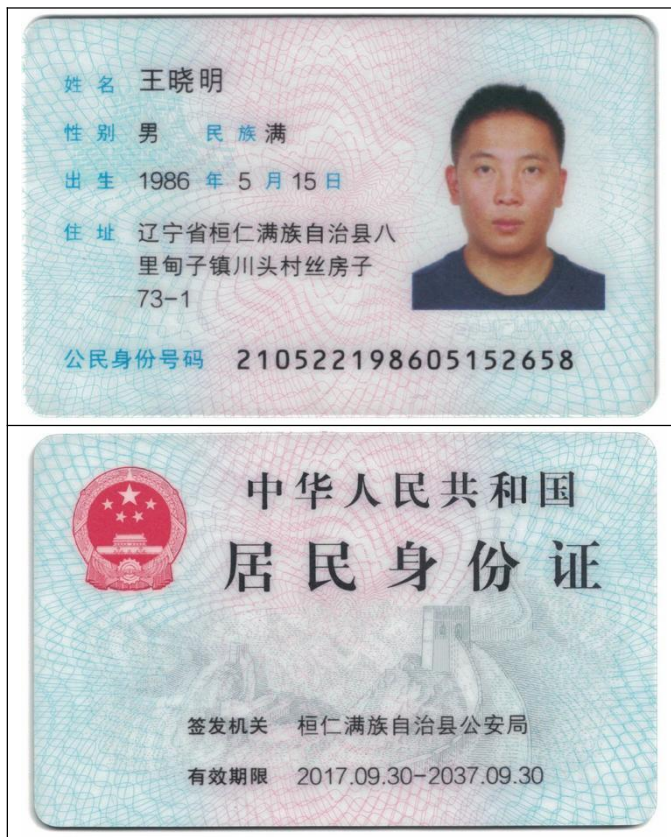 姓名 王晓明
性别 男 民族 满
出生 1986 年 5 月 15 日
住址 辽宁省桓仁满族自治县八
里甸子镇川头村丝房子
73-1
公民身份号码 210522198605152658
中华人民共和国
居民身份证
签发机关 桓仁满族自治县公安局
有效期限 2017.09.30-2037.09.30